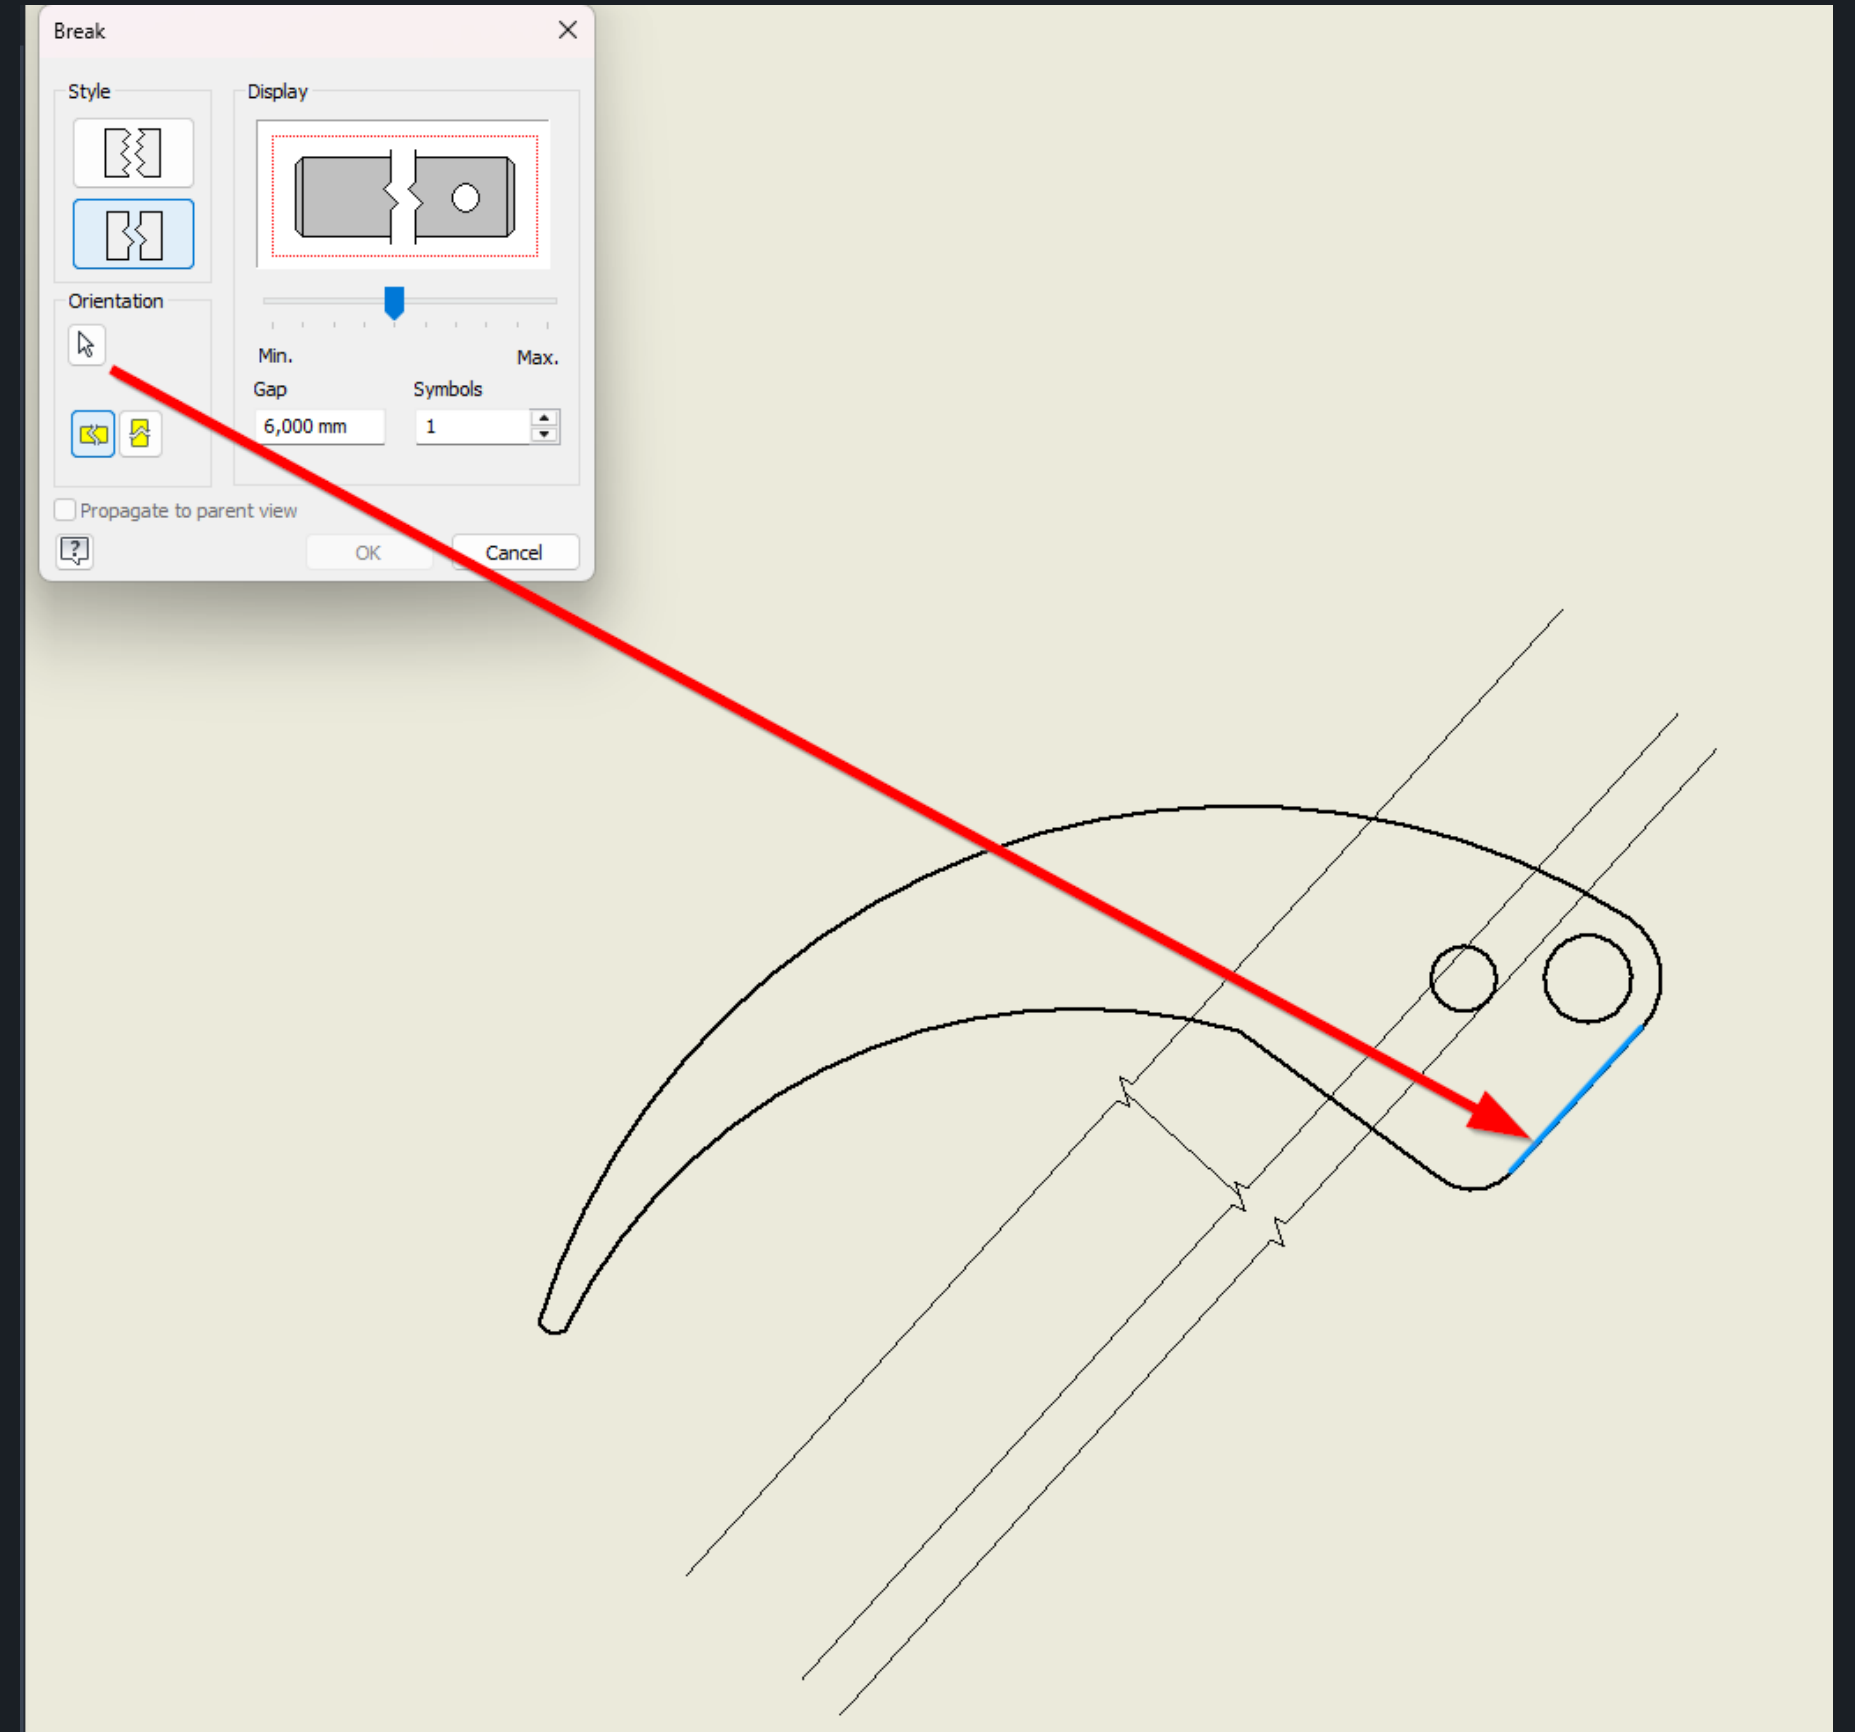 Break
Style
Display
Orientation
Min.
Max.
Gap
Symbols
6,000 mm
1
Propagate to parent view
?
OK
Cancel